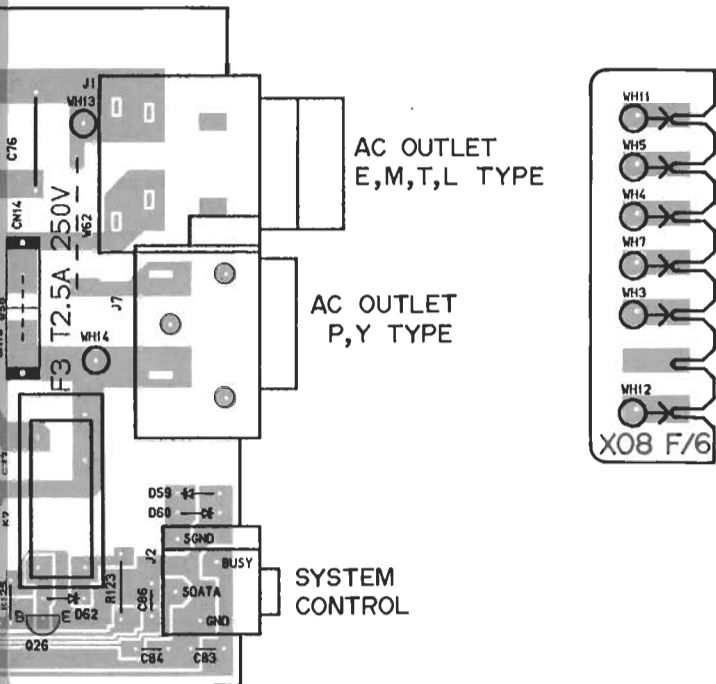 J1
WH13
C76
CN14
W62
F3 T2.5A 250V
J7
WH14
AC OUTLET
E,M,T,L TYPE
AC OUTLET
P,Y TYPE
WH11
WH5
WH4
WH7
WH3
WH12
X08 F/6
D59
D60
SGND
J2
BUSY
SDATA
GND
SYSTEM
CONTROL
R123
C86
D62
B E
Q26
C84
C83
K2
R125